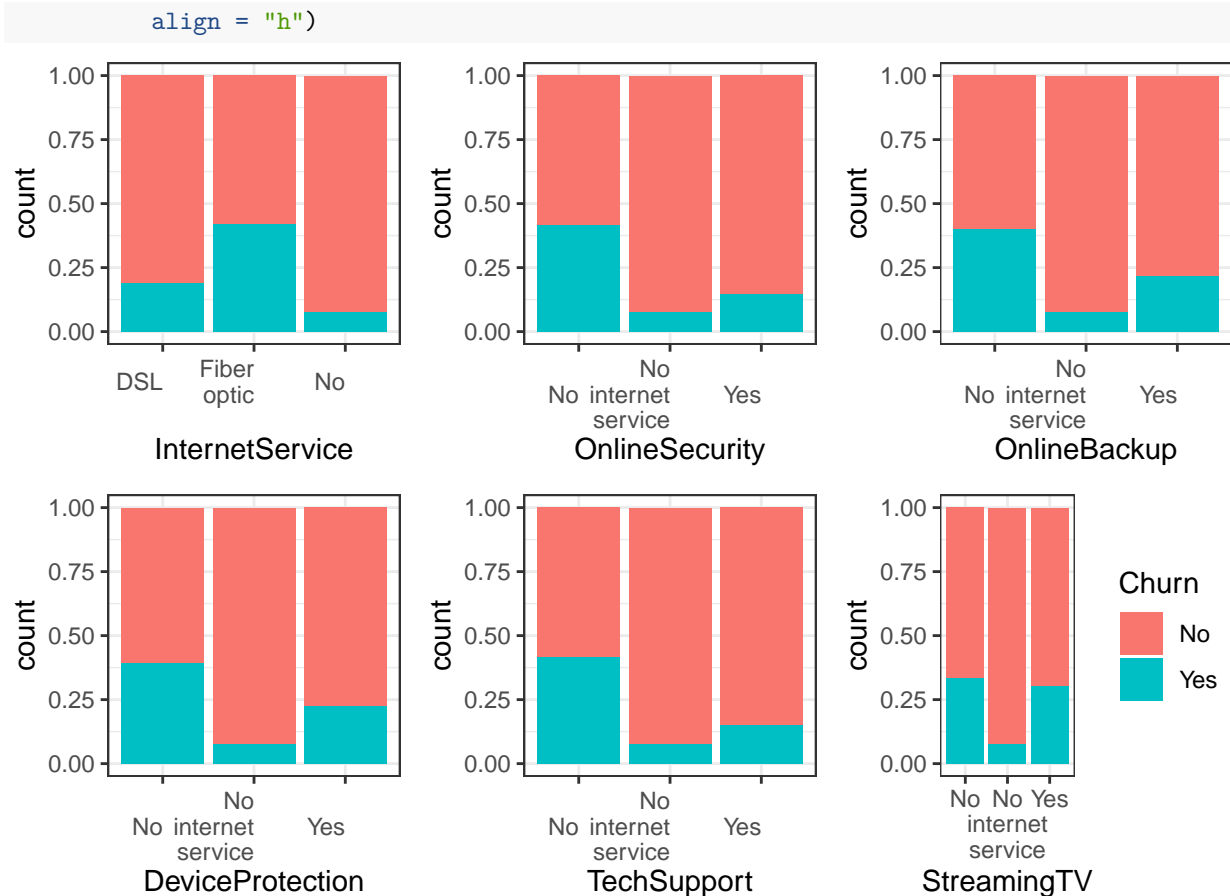 align = "h")
1.00
0.75
0.50
0.25
0.00
count
DSL
Fiber
optic
No
InternetService
1.00
0.75
0.50
0.25
0.00
count
No
No
internet
service
Yes
OnlineSecurity
1.00
0.75
0.50
0.25
0.00
count
No
No
internet
service
Yes
OnlineBackup
1.00
0.75
0.50
0.25
0.00
count
No
No
internet
service
Yes
DeviceProtection
1.00
0.75
0.50
0.25
0.00
count
No
No
internet
service
Yes
TechSupport
1.00
0.75
0.50
0.25
0.00
count
No
No
internet
service
Yes
StreamingTV
Churn
No
Yes